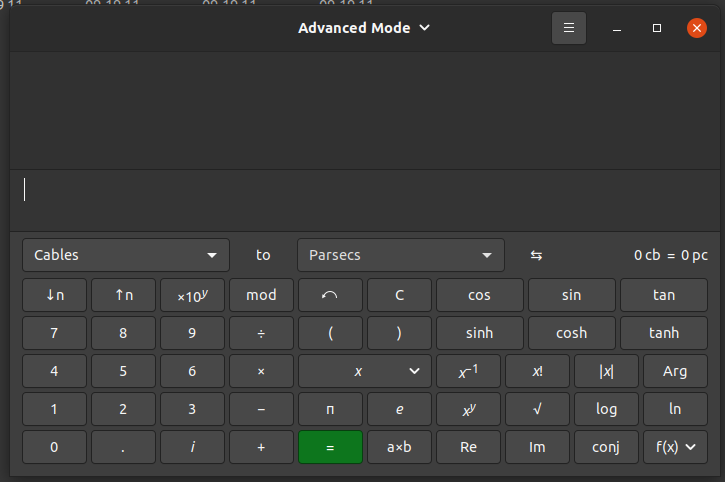 Advanced Mode
Cables to Parsecs ⇆ 0 cb = 0 pc
↓n ↑n ×10^y mod C cos sin tan
7 8 9 ÷ ( ) sinh cosh tanh
4 5 6 × x x⁻¹ x! |x| Arg
1 2 3 − π e x^y √ log ln
0 . i + = a×b Re Im conj f(x)